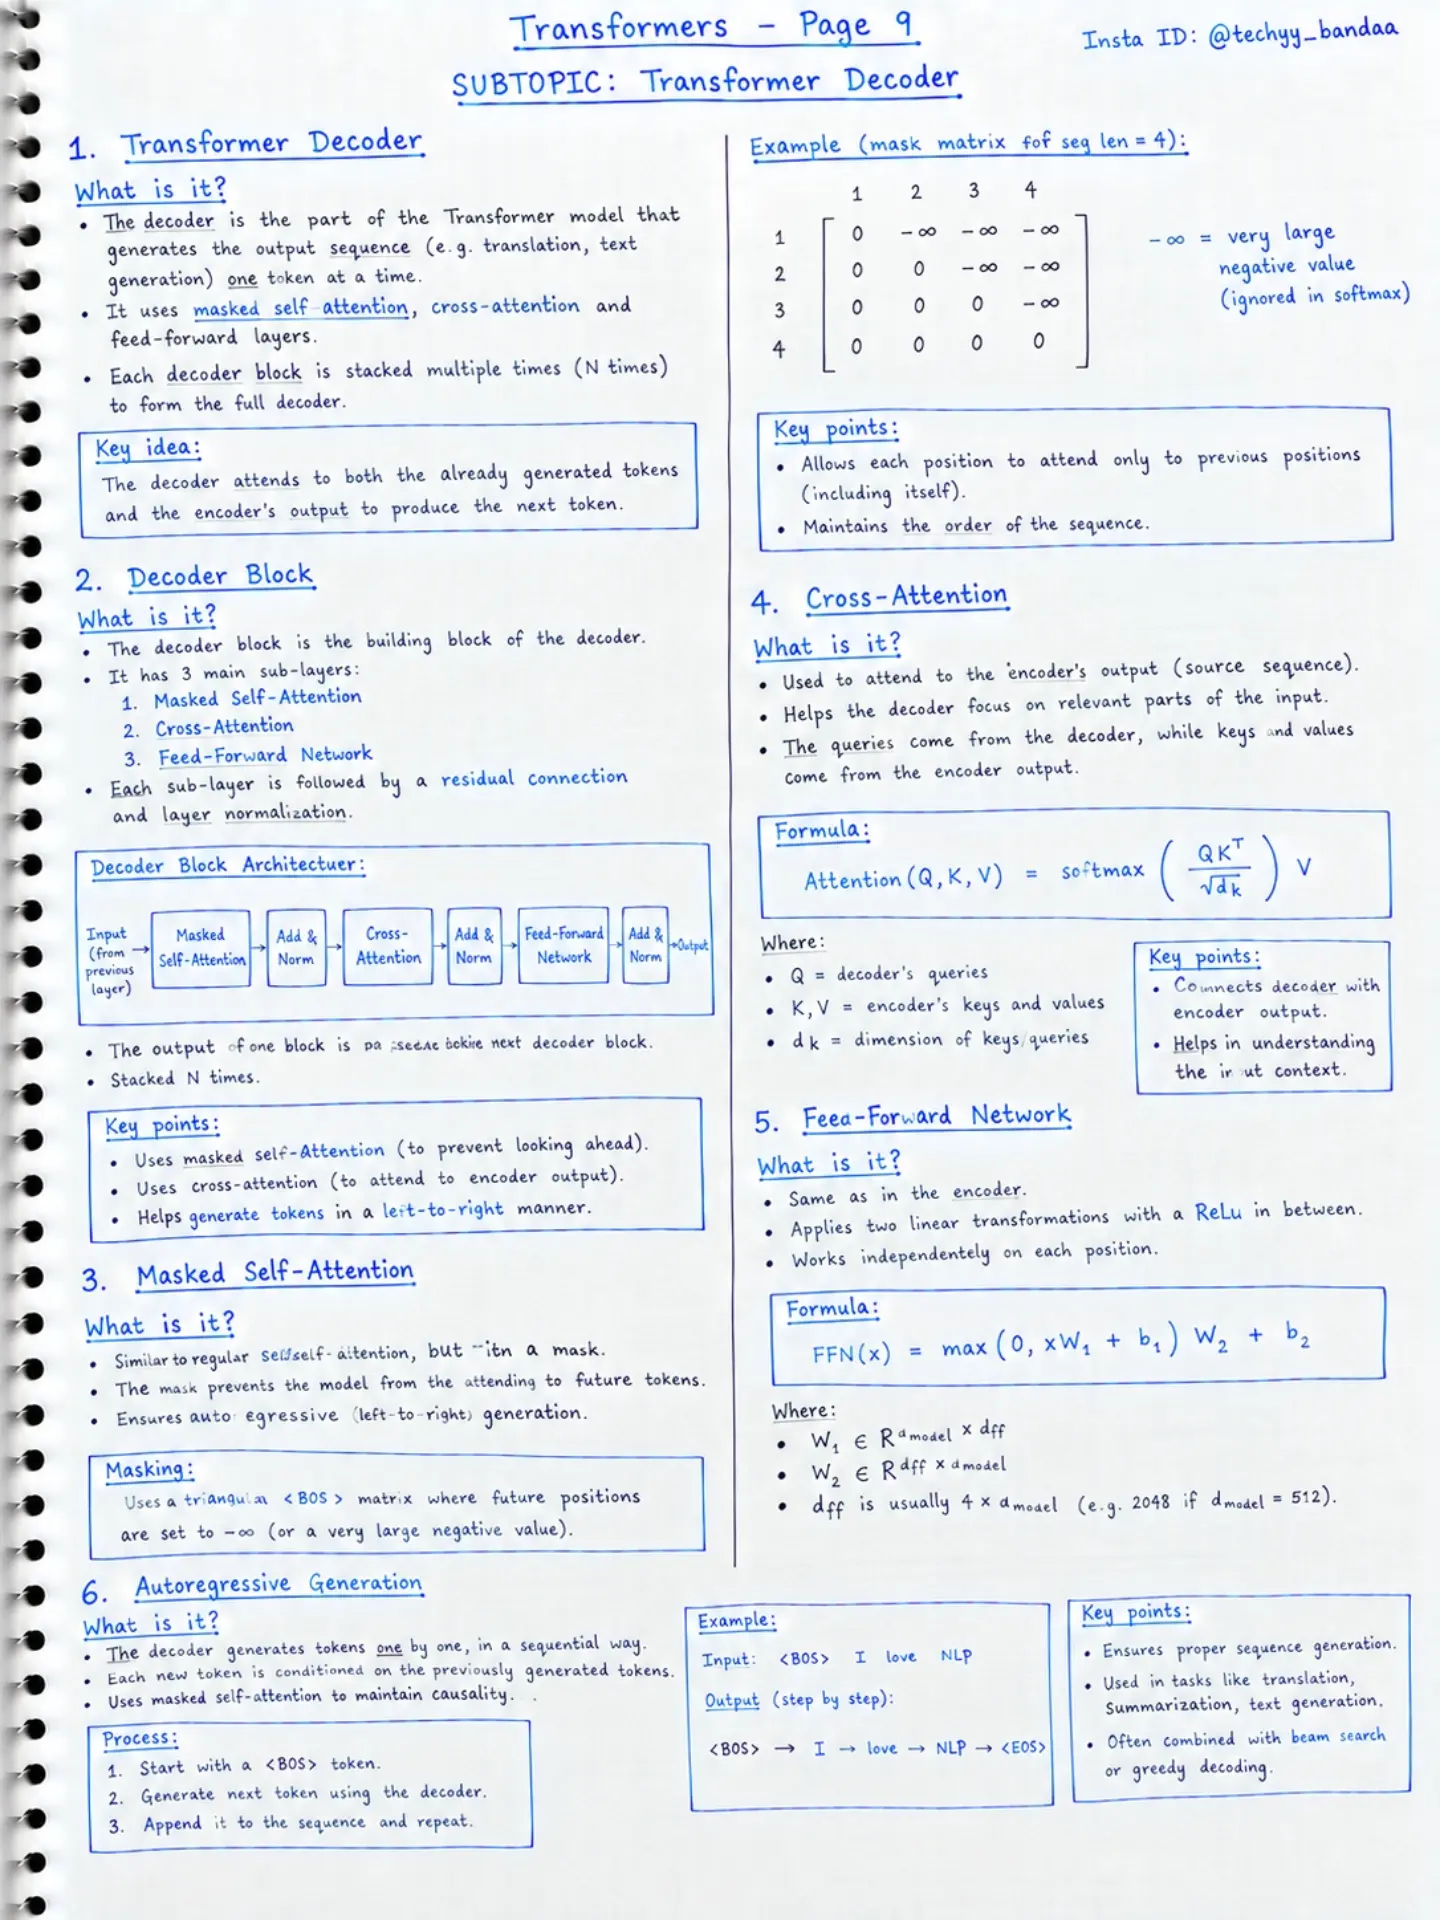 Transformers – Page 9
Insta ID: @techyy_bandaa
SUBTOPIC: Transformer Decoder
1. Transformer Decoder
What is it?
• The decoder is the part of the Transformer model that
generates the output sequence (e.g. translation, text
generation) one token at a time.
• It uses masked self-attention, cross-attention and
feed-forward layers.
• Each decoder block is stacked multiple times (N times)
to form the full decoder.
Key idea:
The decoder attends to both the already generated tokens
and the encoder's output to produce the next token.
2. Decoder Block
What is it?
• The decoder block is the building block of the decoder.
• It has 3 main sub-layers:
1. Masked Self-Attention
2. Cross-Attention
3. Feed-Forward Network
• Each sub-layer is followed by a residual connection
and layer normalization.
Decoder Block Architectuer:
Input
(from
previous
layer)
→ Masked
Self-Attention
→ Add &
Norm
→ Cross-
Attention
→ Add &
Norm
→ Feed-Forward
Network
→ Add &
Norm
→ Output
• The output of one block is next decoder block.
• Stacked N times.
Key points:
• Uses masked self-Attention (to prevent looking ahead).
• Uses cross-attention (to attend to encoder output).
• Helps generate tokens in a left-to-right manner.
3. Masked Self-Attention
What is it?
• Similar to regular attention, but a mask.
• The mask prevents the model from the attending to future tokens.
• Ensures (left-to-right) generation.
Masking:
Uses a <BOS> matrix where future positions
are set to -∞ (or a very large negative value).
Example (mask matrix for seq len = 4):
1 2 3 4
1 0 -∞ -∞ -∞
2 0 0 -∞ -∞
3 0 0 0 -∞
4 0 0 0 0
-∞ = very large
negative value
(ignored in softmax)
Key points:
• Allows each position to attend only to previous positions
(including itself).
• Maintains the order of the sequence.
4. Cross-Attention
What is it?
• Used to attend to the encoder's output (source sequence).
• Helps the decoder focus on relevant parts of the input.
• The queries come from the decoder, while keys and values
come from the encoder output.
Formula:
Attention (Q, K, V) = softmax ( QKᵀ / √dk ) V
Where:
• Q = decoder's queries
• K, V = encoder's keys and values
• dk = dimension of keys/queries
Key points:
• decoder with
encoder output.
• Helps in understanding
the context.
5. Feed-Forward Network
What is it?
• Same as in the encoder.
• Applies two linear transformations with a ReLu in between.
• Works independently on each position.
Formula:
FFN(x) = max (0, xW₁ + b₁) W₂ + b₂
Where:
• W₁ ∈ R dmodel × dff
• W₂ ∈ R dff × dmodel
• dff is usually 4 × dmodel (e.g. 2048 if dmodel = 512).
6. Autoregressive Generation
What is it?
• The decoder generates tokens one by one, in a sequential way.
• Each new token is conditioned on the previously generated tokens.
• Uses masked self-attention to maintain causality.
Process:
1. Start with a <BOS> token.
2. Generate next token using the decoder.
3. Append it to the sequence and repeat.
Example:
Input: <BOS> I love NLP
Output (step by step):
<BOS> → I → love → NLP → <EOS>
Key points:
• Ensures proper sequence generation.
• Used in tasks like translation,
summarization, text generation.
• Often combined with beam search
or greedy decoding.